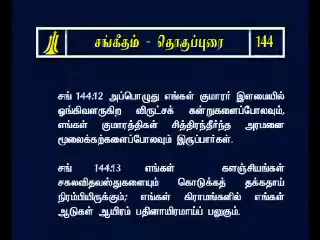 சங்கீதம் - தொகுப்புரை 144
சங் 144:12 அப்பொழுது எங்கள் குமாரர் இளமையில்
ஓங்கிவளருகிற விருட்சக் கன்றுகளைப்போலவும்,
எங்கள் குமாரத்திகள் சித்திரந்தீர்ந்த அரமனை
மூலைக்கற்களைப்போலவும் இருப்பார்கள்.
சங் 144:13 எங்கள் களஞ்சியங்கள்
சகலவிதவஸ்துகளையும் கொடுக்கத் தக்கதாய்
நிரம்பியிருக்கும்; எங்கள் கிராமங்களில் எங்கள்
ஆடுகள் ஆயிரம் பதினாயிரமாய்ப் பலுகும்.